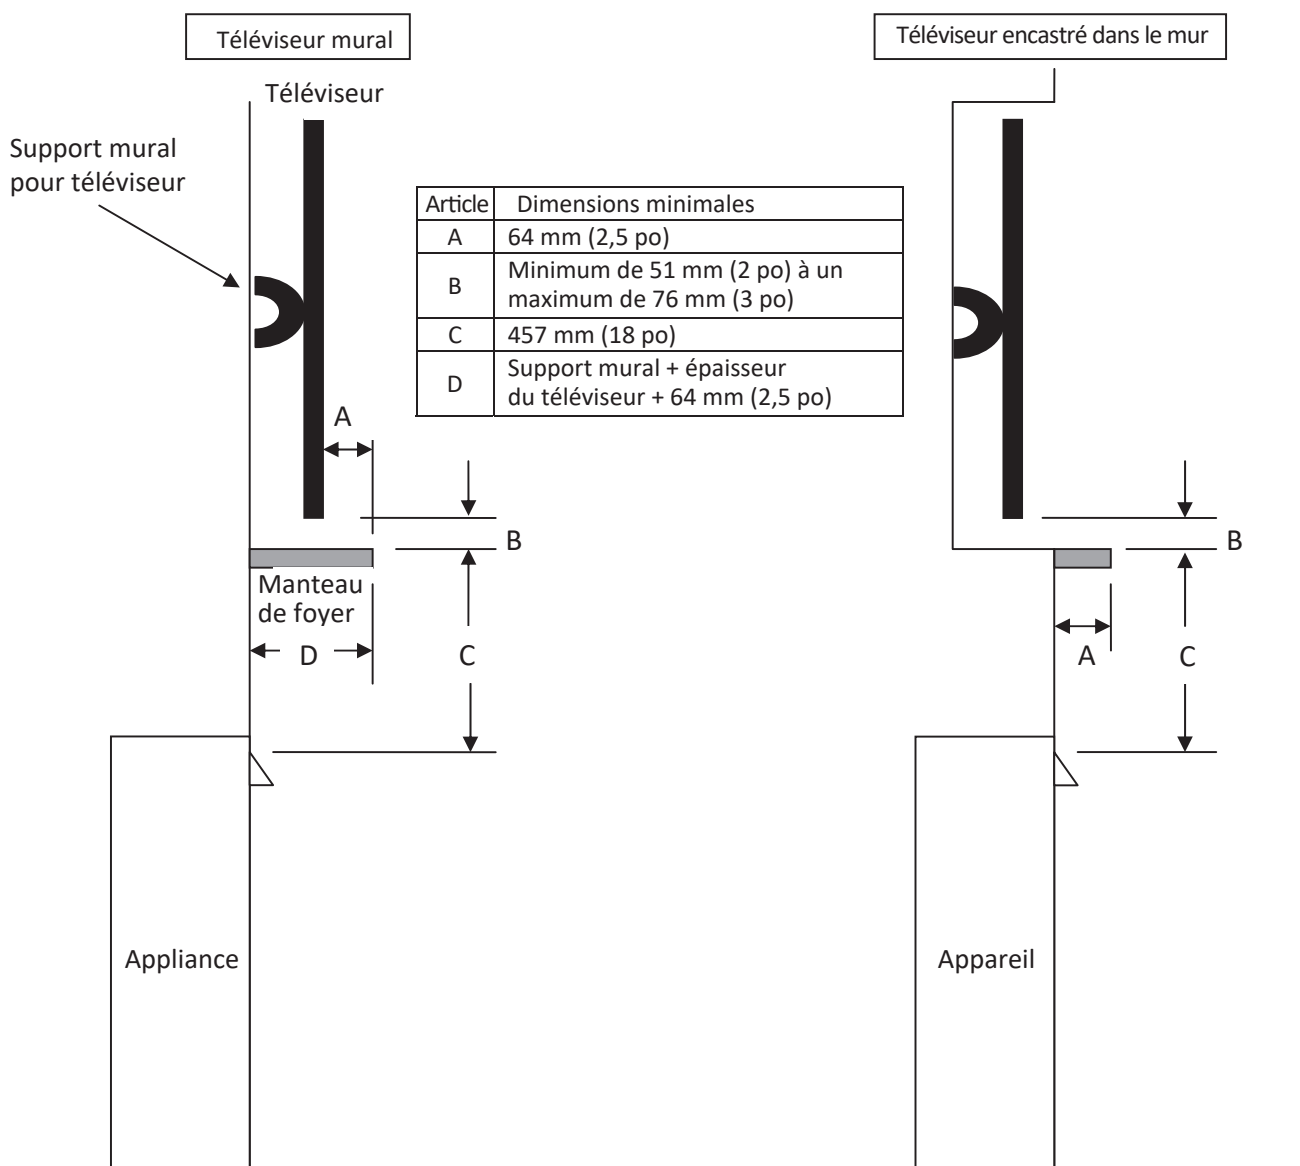 Téléviseur mural
Téléviseur
Support mural
pour téléviseur
A
B
Manteau
de foyer
D
C
Appliance
Article Dimensions minimales
A 64 mm (2,5 po)
B Minimum de 51 mm (2 po) à un
maximum de 76 mm (3 po)
C 457 mm (18 po)
D Support mural + épaisseur
du téléviseur + 64 mm (2,5 po)
Téléviseur encastré dans le mur
B
A
C
Appareil